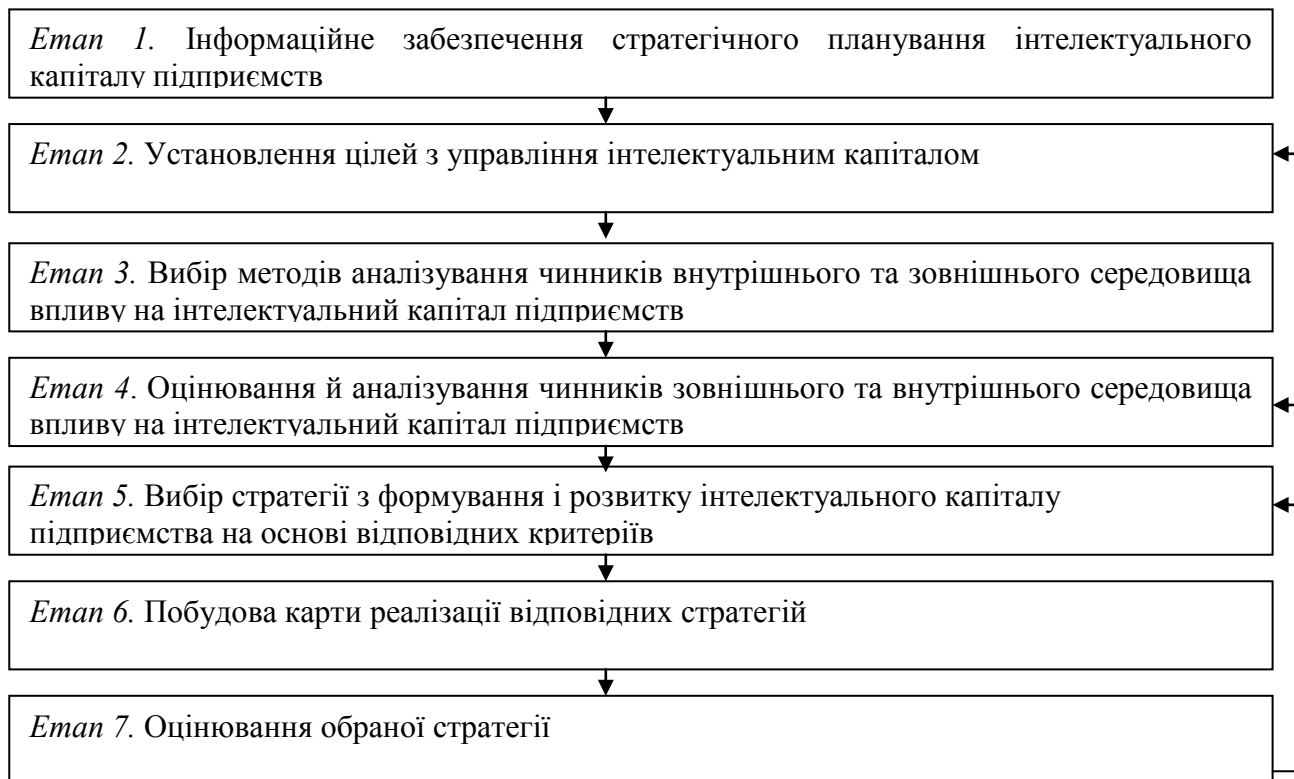 Етап 1. Інформаційне забезпечення стратегічного планування інтелектуального
капіталу підприємств
Етап 2. Установлення цілей з управління інтелектуальним капіталом
Етап 3. Вибір методів аналізування чинників внутрішнього та зовнішнього середовища
впливу на інтелектуальний капітал підприємств
Етап 4. Оцінювання й аналізування чинників зовнішнього та внутрішнього середовища
впливу на інтелектуальний капітал підприємств
Етап 5. Вибір стратегії з формування і розвитку інтелектуального капіталу
підприємства на основі відповідних критеріїв
Етап 6. Побудова карти реалізації відповідних стратегій
Етап 7. Оцінювання обраної стратегії